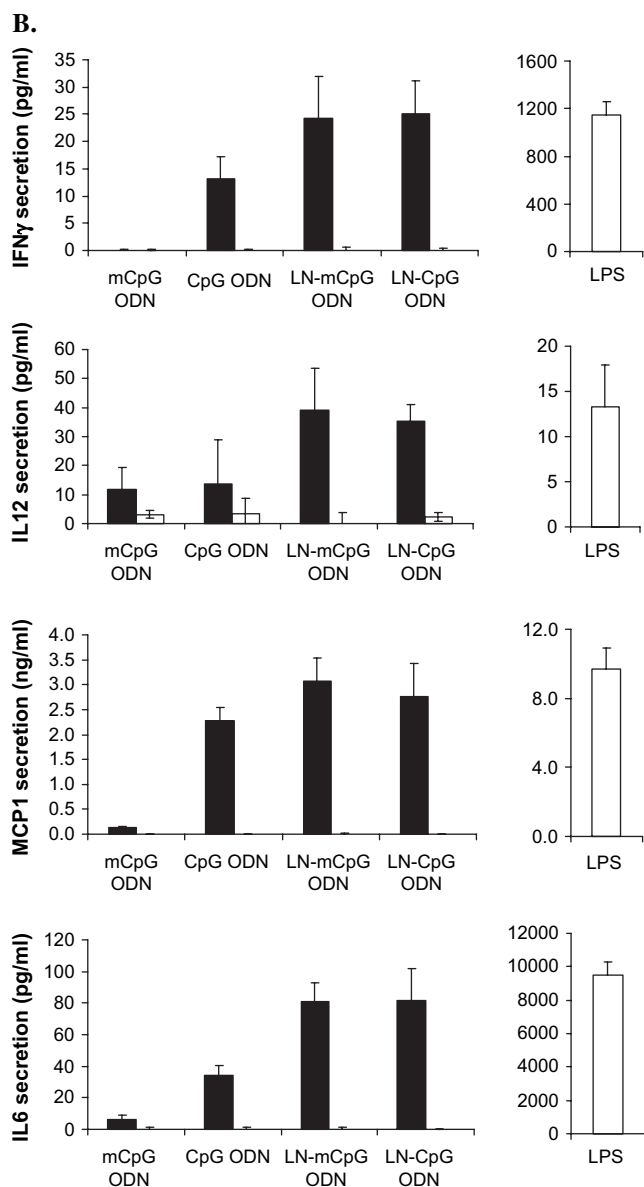 B.
IFNγ secretion (pg/ml)
35
30
25
20
15
10
5
0
mCpG
ODN
CpG ODN
LN-mCpG
ODN
LN-CpG
ODN
1600
1200
800
400
0
LPS
IL12 secretion (pg/ml)
60
50
40
30
20
10
0
mCpG
ODN
CpG ODN
LN-mCpG
ODN
LN-CpG
ODN
20
15
10
5
0
LPS
MCP1 secretion (ng/ml)
4.0
3.5
3.0
2.5
2.0
1.5
1.0
0.5
0.0
mCpG
ODN
CpG ODN
LN-mCpG
ODN
LN-CpG
ODN
12.0
8.0
4.0
0.0
LPS
IL6 secretion (pg/ml)
120
100
80
60
40
20
0
mCpG
ODN
CpG ODN
LN-mCpG
ODN
LN-CpG
ODN
12000
10000
8000
6000
4000
2000
0
LPS